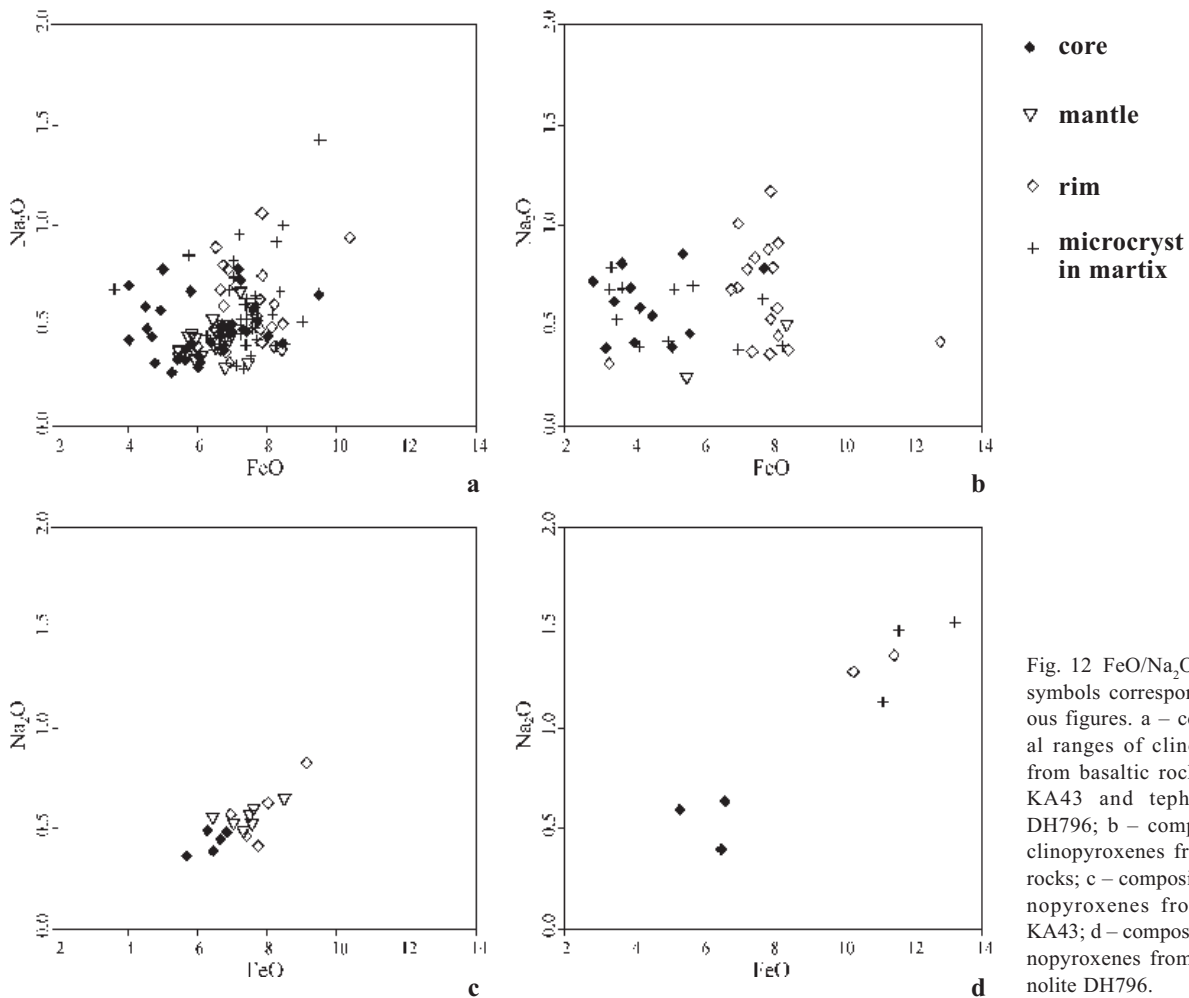 2.0
1.5
1.0
0.5
0.0
Na₂O
2 4 6 8 10 12 14
FeO
a
2.0
1.5
1.0
0.5
0.0
Na₂O
2 4 6 8 10 12 14
FeO
b
core
mantle
rim
microcryst
in martix
2.0
1.5
1.0
0.5
0.0
Na₂O
2 4 6 8 10 12 14
FeO
c
2.0
1.5
1.0
0.5
0.0
Na₂O
2 4 6 8 10 12 14
FeO
d
Fig. 12 FeO/Na₂O
symbols correspon
ous figures. a – co
al ranges of clin
from basaltic rock
KA43 and teph
DH796; b – comp
clinopyroxenes fr
rocks; c – composi
nopyroxenes fro
KA43; d – compos
nopyroxenes from
nolite DH796.